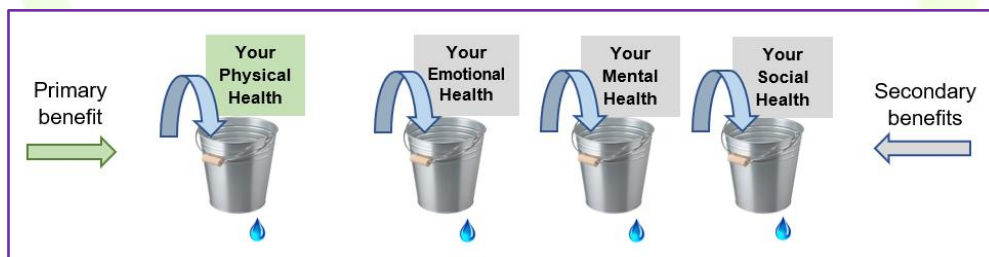 Primary
benefit
Your
Physical
Health
Your
Emotional
Health
Your
Mental
Health
Your
Social
Health
Secondary
benefits